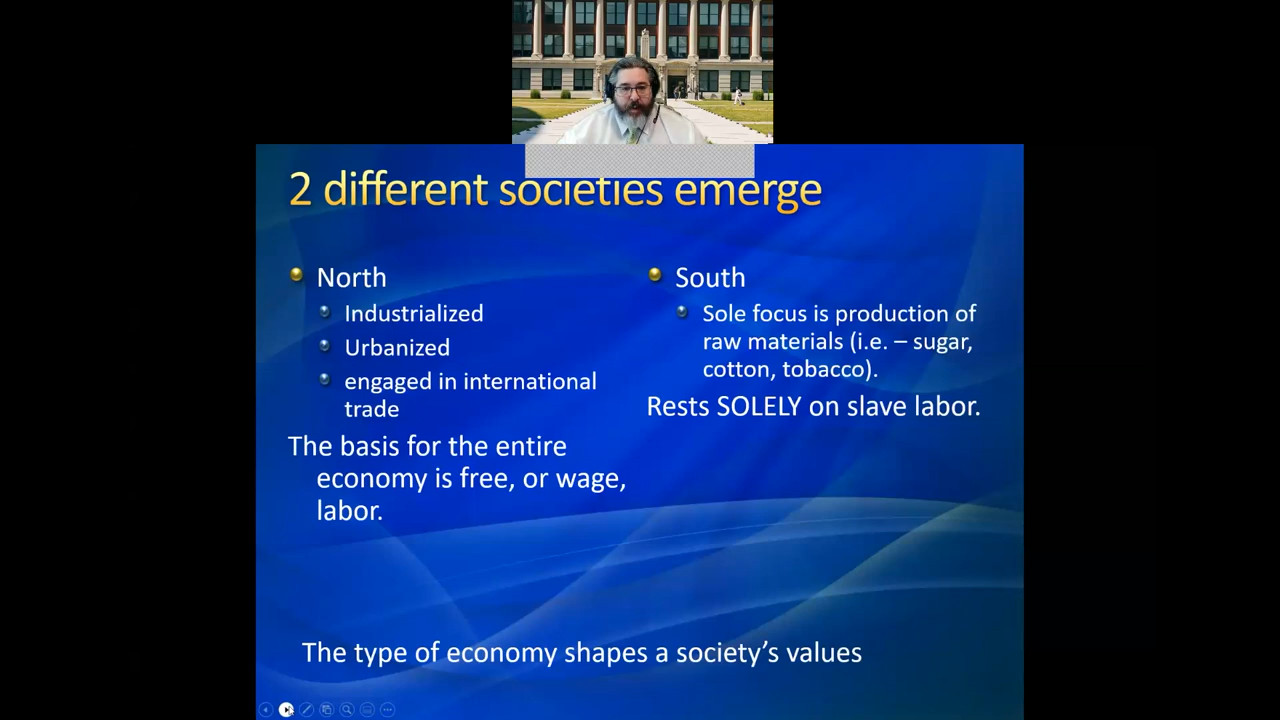 2 different societies emerge
North
Industrialized
Urbanized
engaged in international
trade
The basis for the entire
economy is free, or wage,
labor.
South
Sole focus is production of
raw materials (i.e. – sugar,
cotton, tobacco).
Rests SOLELY on slave labor.
The type of economy shapes a society’s values